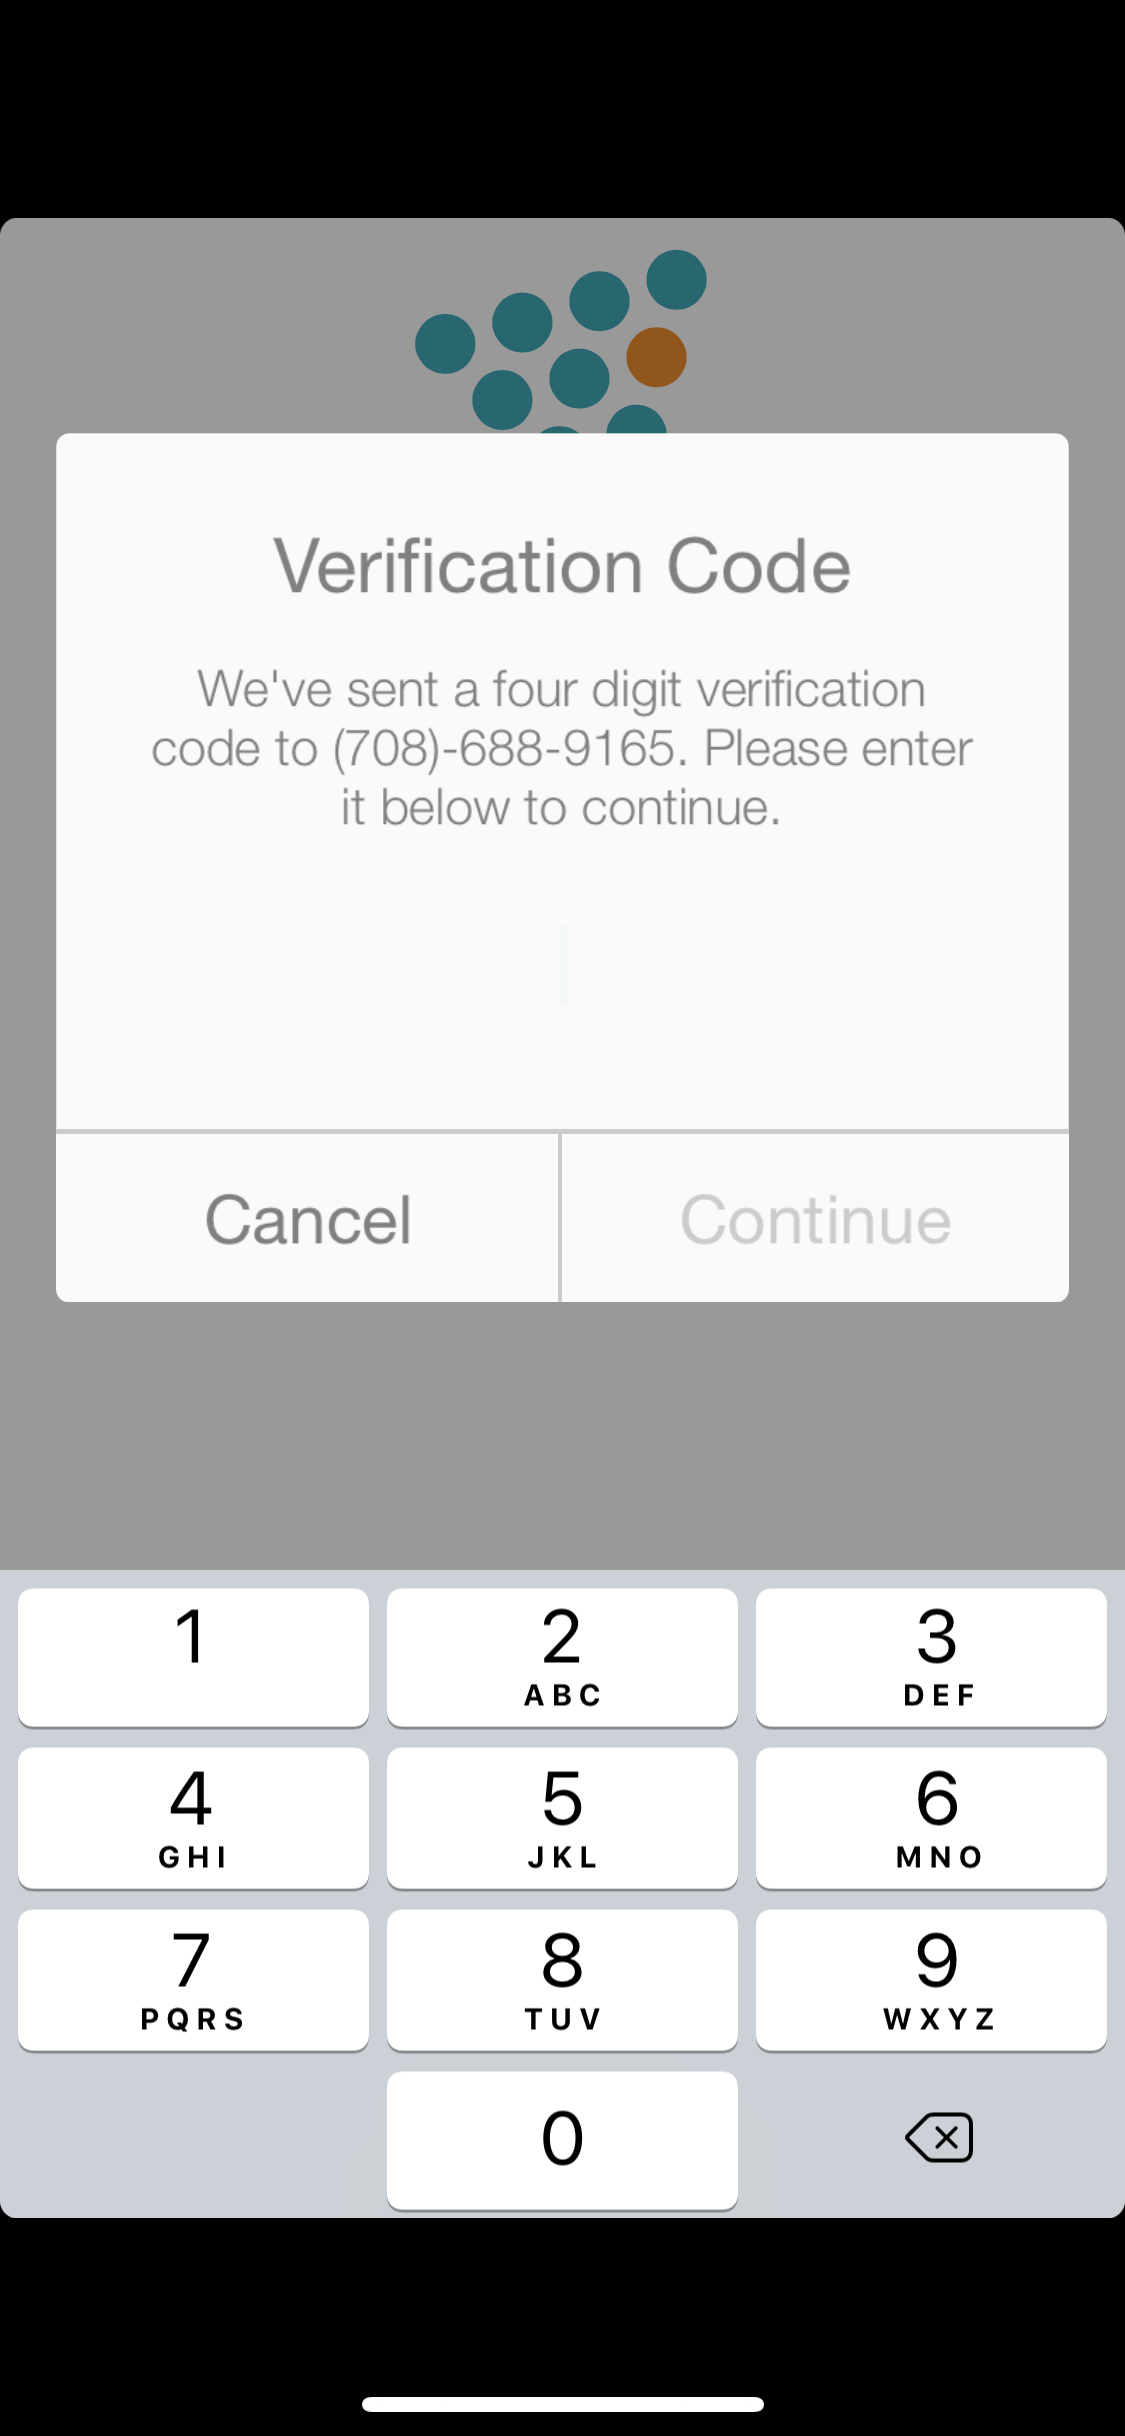 Verification Code
We've sent a four digit verification
code to (708)-688-9165. Please enter
it below to continue.
Cancel Continue
1 2 3
ABC DEF
4 5 6
GHI JKL MNO
7 8 9
PQRS TUV WXYZ
0